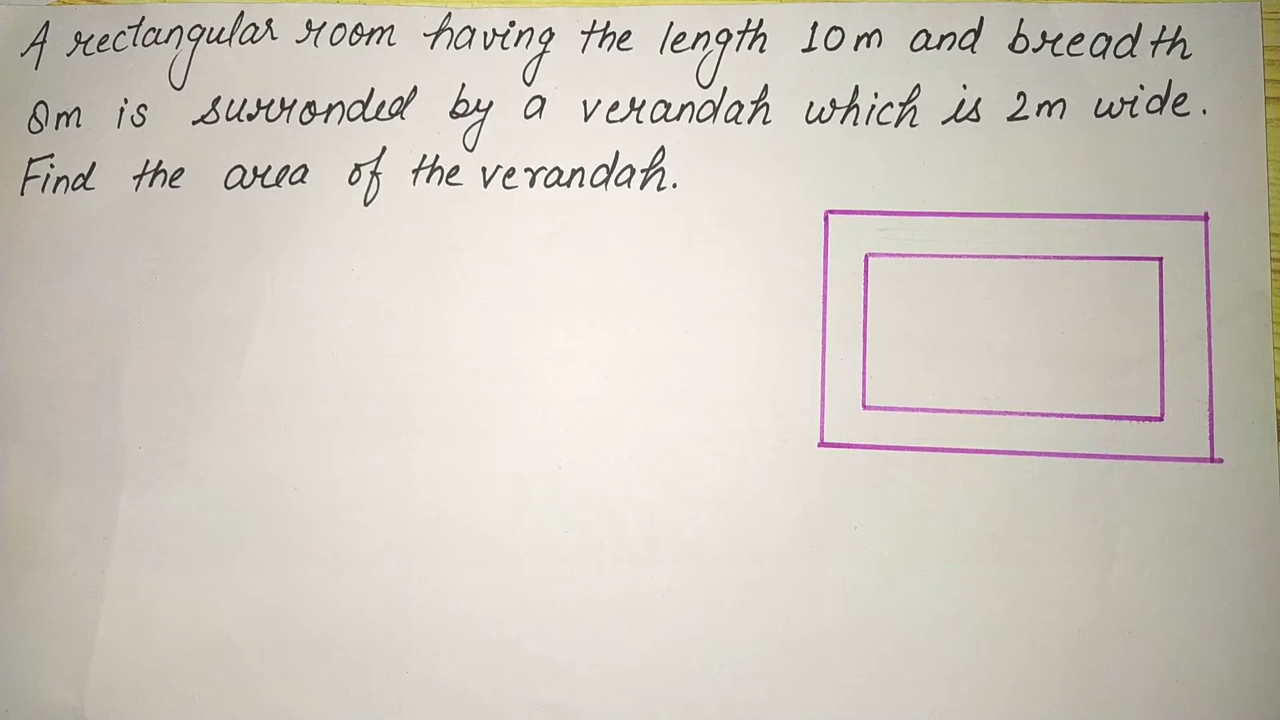 A rectangular room having the length 10m and breadth
8m is surronded by a verandah which is 2m wide.
Find the area of the verandah.